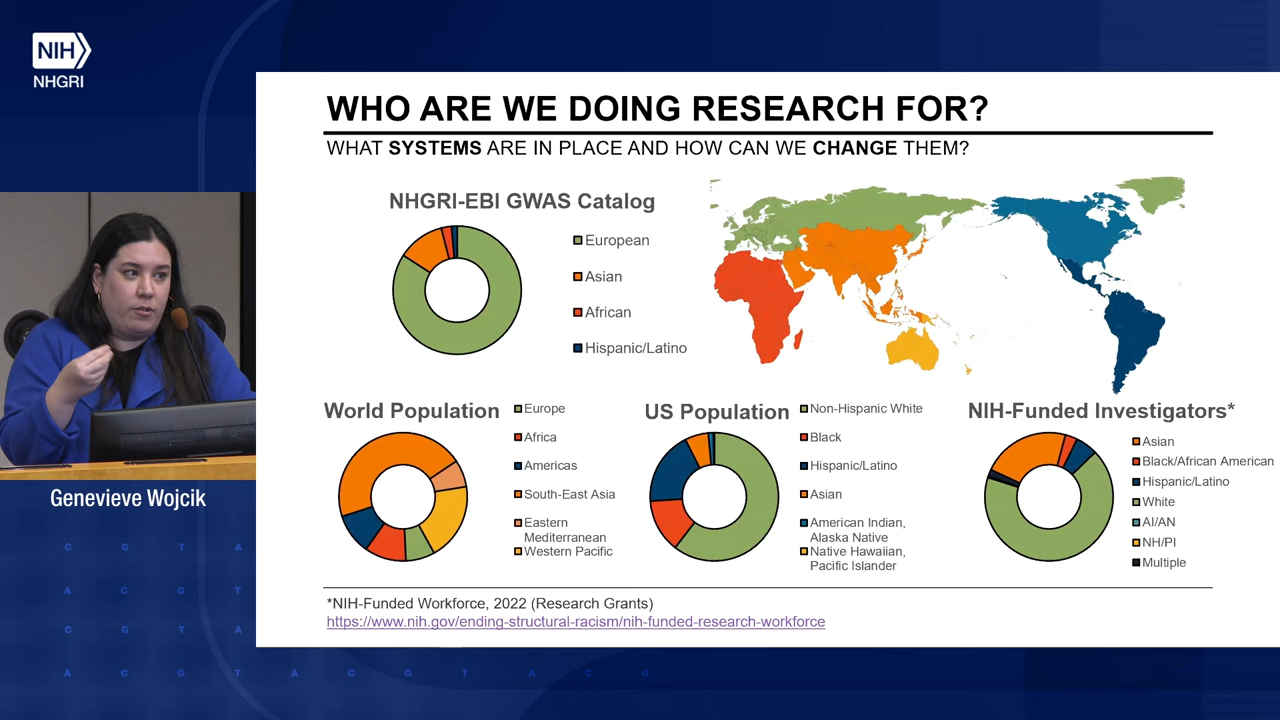 NIH
NHGRI
WHO ARE WE DOING RESEARCH FOR?
WHAT SYSTEMS ARE IN PLACE AND HOW CAN WE CHANGE THEM?
NHGRI-EBI GWAS Catalog
European
Asian
African
Hispanic/Latino
World Population
Europe
Africa
Americas
South-East Asia
Eastern
Mediterranean
Western Pacific
US Population
Non-Hispanic White
Black
Hispanic/Latino
Asian
American Indian,
Alaska Native
Native Hawaiian,
Pacific Islander
NIH-Funded Investigators*
Asian
Black/African American
Hispanic/Latino
White
AI/AN
NH/PI
Multiple
*NIH-Funded Workforce, 2022 (Research Grants)
https://www.nih.gov/ending-structural-racism/nih-funded-research-workforce
Genevieve Wojcik
C G T A
A C G T
C G T A
A C G T A C G T A C G